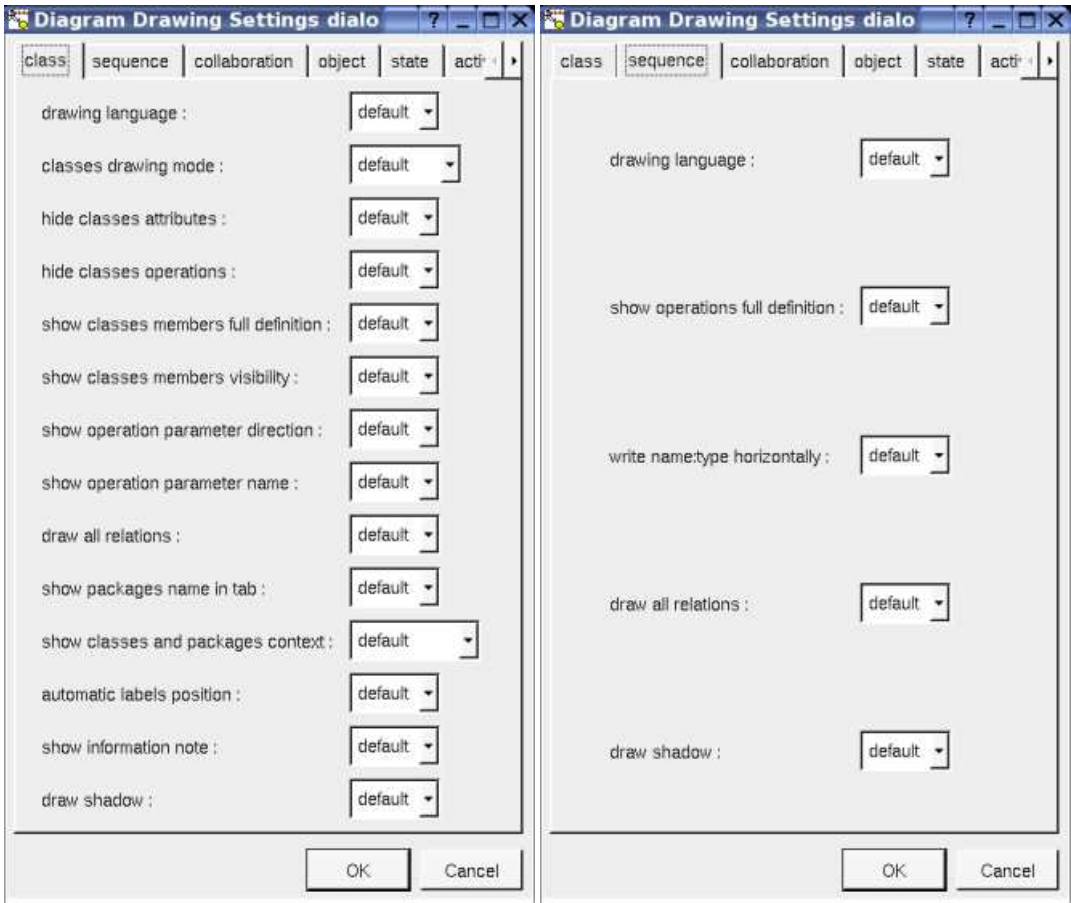 Diagram Drawing Settings dialo ?
class sequence collaboration object state acti
drawing language : default
classes drawing mode : default
hide classes attributes : default
hide classes operations : default
show classes members full definition : default
show classes members visibility : default
show operation parameter direction : default
show operation parameter name : default
draw all relations : default
show packages name in tab : default
show classes and packages context : default
automatic labels position : default
show information note : default
draw shadow : default
OK Cancel
Diagram Drawing Settings dialo ?
class sequence collaboration object state acti
drawing language : default
show operations full definition : default
write name:type horizontally : default
draw all relations : default
draw shadow : default
OK Cancel